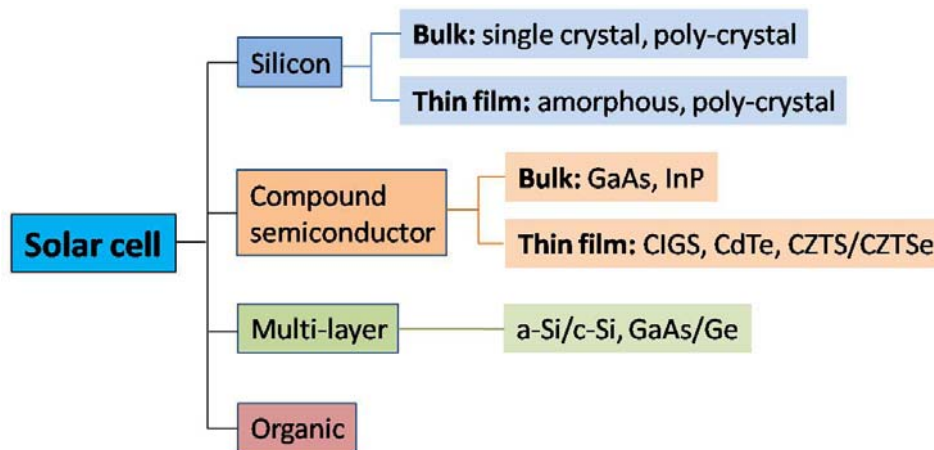 Solar cell
Silicon
Bulk: single crystal, poly-crystal
Thin film: amorphous, poly-crystal
Compound
semiconductor
Bulk: GaAs, InP
Thin film: CIGS, CdTe, CZTS/CZTSe
Multi-layer
a-Si/c-Si, GaAs/Ge
Organic